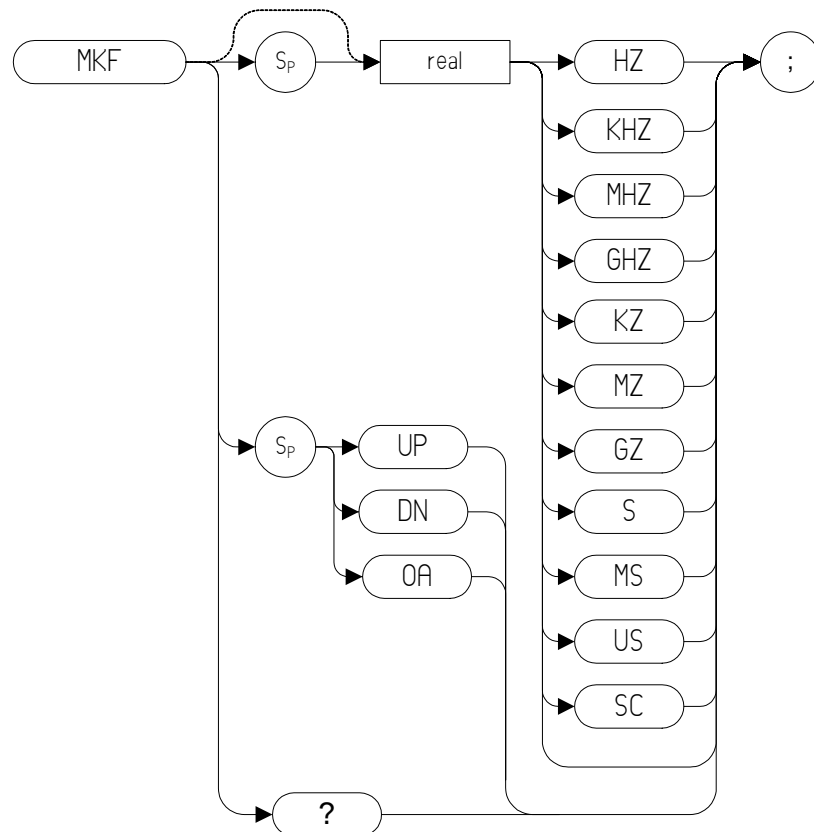 MKF Sp real HZ ;
KHZ
MHZ
GHZ
KZ
MZ
Sp UP GZ
DN S
OA MS
US
SC
?